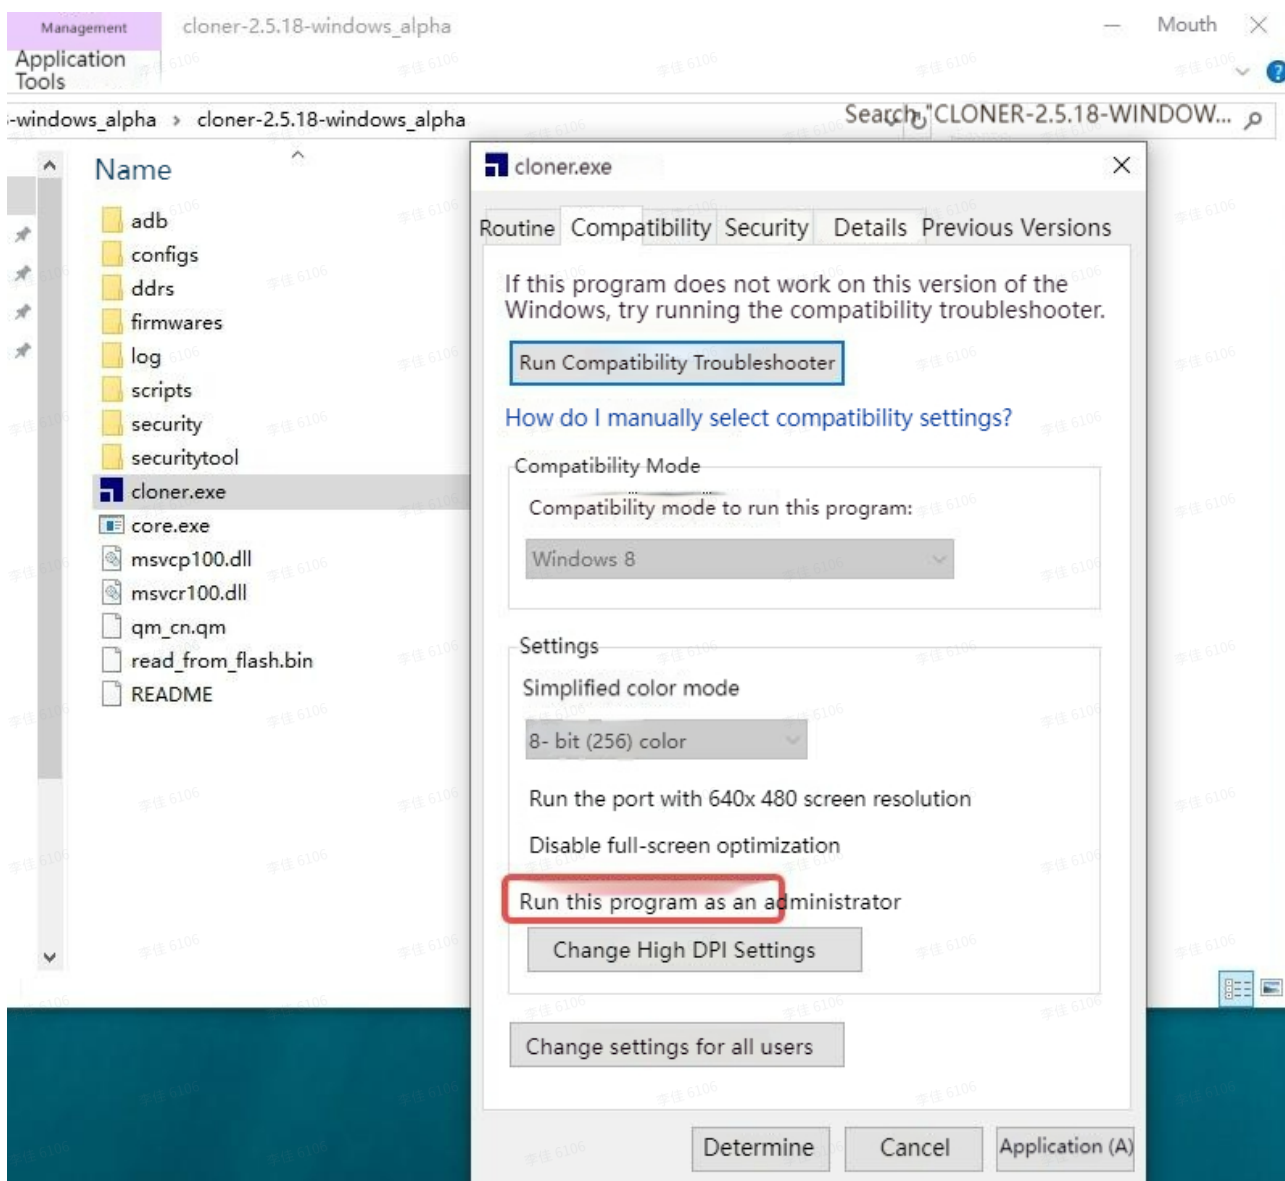 Management
cloner-2.5.18-windows_alpha
Mouth
Application
Tools
-windows_alpha
cloner-2.5.18-windows_alpha
Search "CLONER-2.5.18-WINDOW...
Name
adb
configs
ddrs
firmwares
log
scripts
security
securitytool
cloner.exe
core.exe
msvcp100.dll
msvcr100.dll
qm_cn.qm
read_from_flash.bin
README
cloner.exe
Routine
Compatibility
Security
Details
Previous Versions
If this program does not work on this version of the
Windows, try running the compatibility troubleshooter.
Run Compatibility Troubleshooter
How do I manually select compatibility settings?
Compatibility Mode
Compatibility mode to run this program:
Windows 8
Settings
Simplified color mode
8- bit (256) color
Run the port with 640x 480 screen resolution
Disable full-screen optimization
Run this program as an administrator
Change High DPI Settings
Change settings for all users
Determine
Cancel
Application (A)
李佳 6106